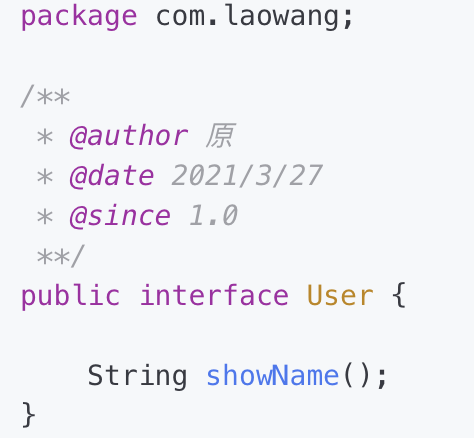 package com.laowang;
/**
* @author 原
* @date 2021/3/27
* @since 1.0
**/
public interface User {
String showName();
}